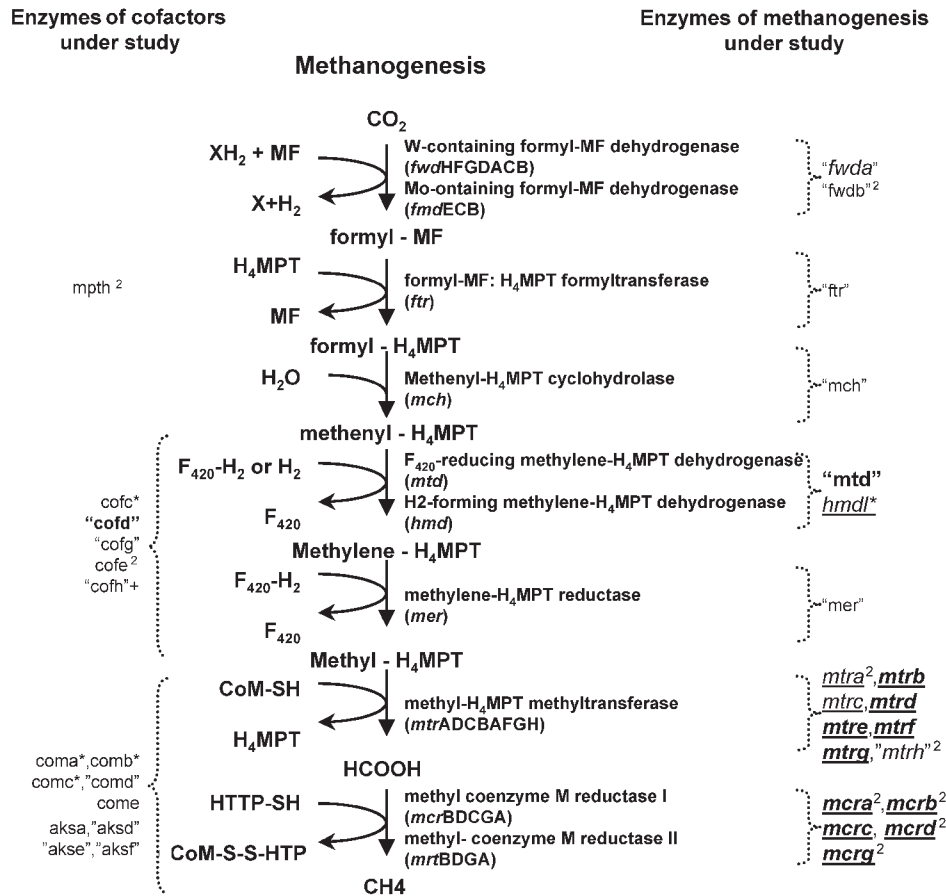 Enzymes of cofactors
under study
Enzymes of methanogenesis
under study
Methanogenesis
CO₂
XH₂ + MF
W-containing formyl-MF dehydrogenase
(fwdHFGDACB)
Mo-ontaining formyl-MF dehydrogenase
(fmdECB)
X+H₂
"fwda"
"fwdb"²
formyl - MF
mpth ²
H₄MPT
formyl-MF: H₄MPT formyltransferase
(ftr)
MF
"ftr"
formyl - H₄MPT
H₂O
Methenyl-H₄MPT cyclohydrolase
(mch)
"mch"
methenyl - H₄MPT
F₄₂₀-H₂ or H₂
F₄₂₀-reducing methylene-H₄MPT dehydrogenase
(mtd)
H2-forming methylene-H₄MPT dehydrogenase
(hmd)
F₄₂₀
"mtd"
hmdI*
cofc*
"cofd"
"cofg"
cofe ²
"cofh"+
Methylene - H₄MPT
F₄₂₀-H₂
methylene-H₄MPT reductase
(mer)
F₄₂₀
"mer"
Methyl - H₄MPT
CoM-SH
methyl-H₄MPT methyltransferase
(mtrADCBAFGH)
H₄MPT
mtra²,mtrb
mtrc,mtrd
mtre,mtrf
mtrg,"mtrh"²
coma*,comb*
comc*,"comd"
come
aksa,"aksd"
"akse","aksf"
HCOOH
HTTP-SH
methyl coenzyme M reductase I
(mcrBDCGA)
methyl- coenzyme M reductase II
(mrtBDGA)
CoM-S-S-HTP
mcra²,mcrb²
mcrc, mcrd²
mcrg²
CH4